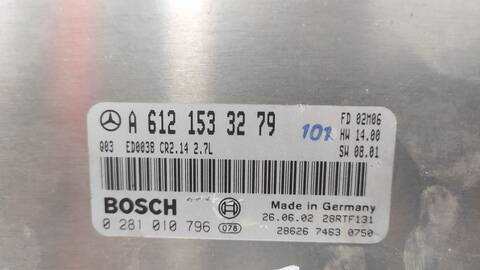 A 612 153 32 79
Q03 ED003B CR2.14 2.7L
101
FD 02M06
HW 14.00
SW 08.01
BOSCH
0 281 010 796 078
Made in Germany
26.06.02 28RTF131
28626 7463 0750